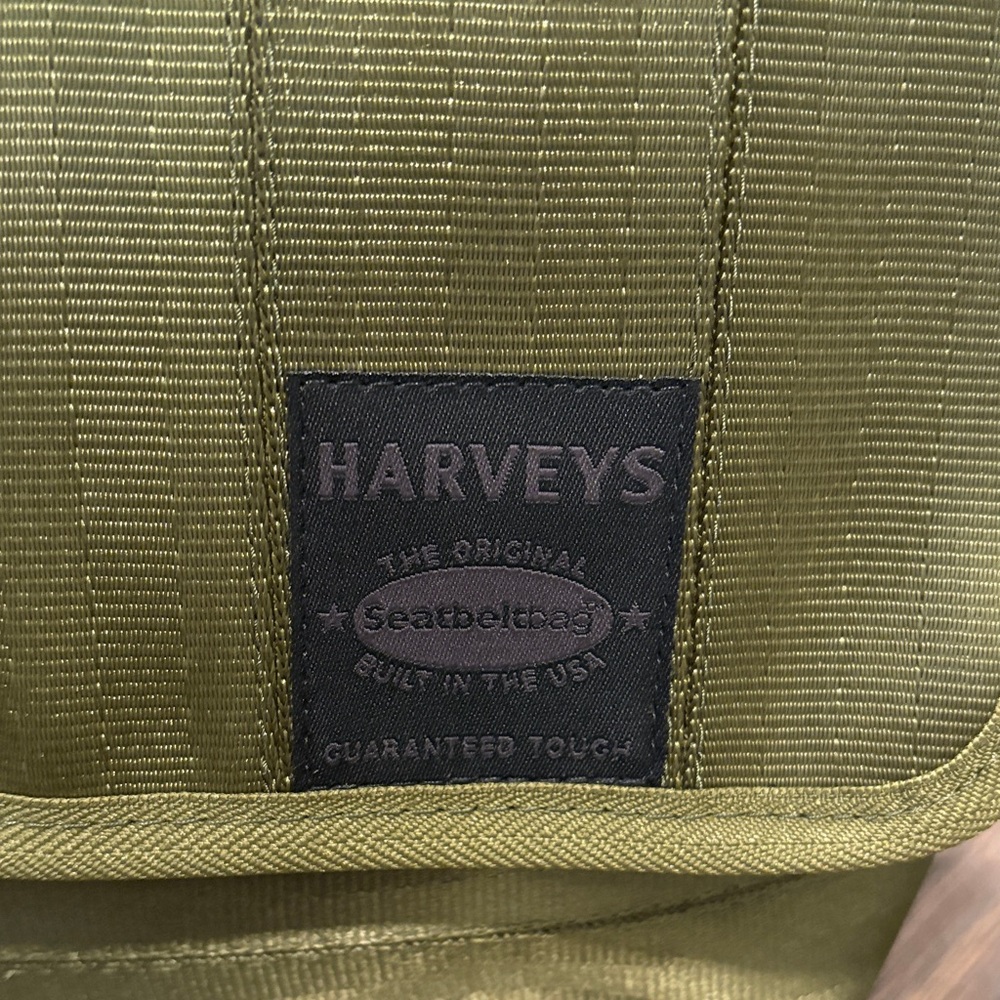 HARVEYS
THE ORIGINAL
Seatbeltbag
BUILT IN THE USA
GUARANTEED TOUGH